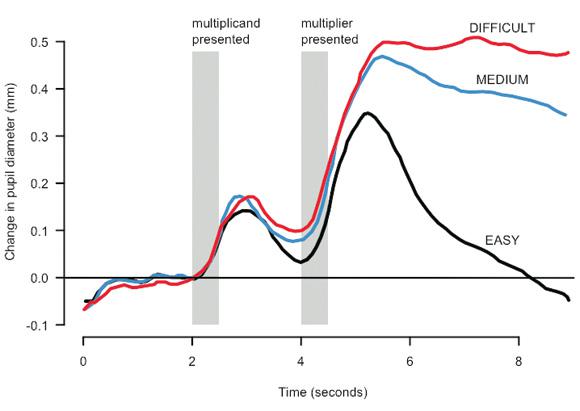 multiplicand
presented
multiplier
presented
DIFFICULT
MEDIUM
EASY
Change in pupil diameter (mm)
0.5
0.4
0.3
0.2
0.1
0.0
-0.1
0 2 4 6 8
Time (seconds)